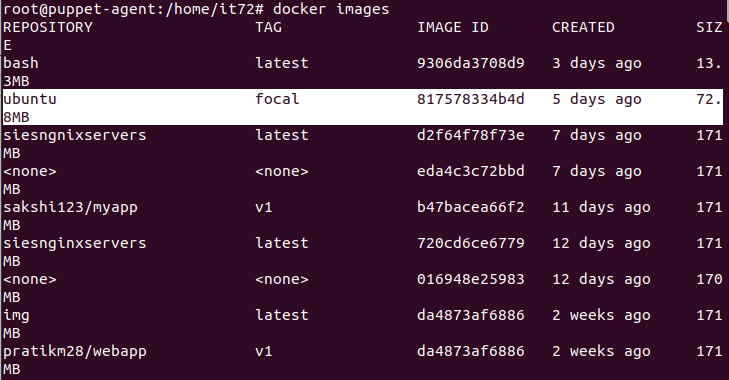 root@puppet-agent:/home/it72# docker images
REPOSITORY TAG IMAGE ID CREATED SIZ
E
bash latest 9306da3708d9 3 days ago 13.
3MB
ubuntu focal 817578334b4d 5 days ago 72.
8MB
siesngnixservers latest d2f64f78f73e 7 days ago 171
MB
<none> <none> eda4c3c72bbd 7 days ago 171
MB
sakshi123/myapp v1 b47bacea66f2 11 days ago 171
MB
siesnginxservers latest 720cd6ce6779 12 days ago 171
MB
<none> <none> 016948e25983 12 days ago 170
MB
img latest da4873af6886 2 weeks ago 171
MB
pratikm28/webapp v1 da4873af6886 2 weeks ago 171
MB